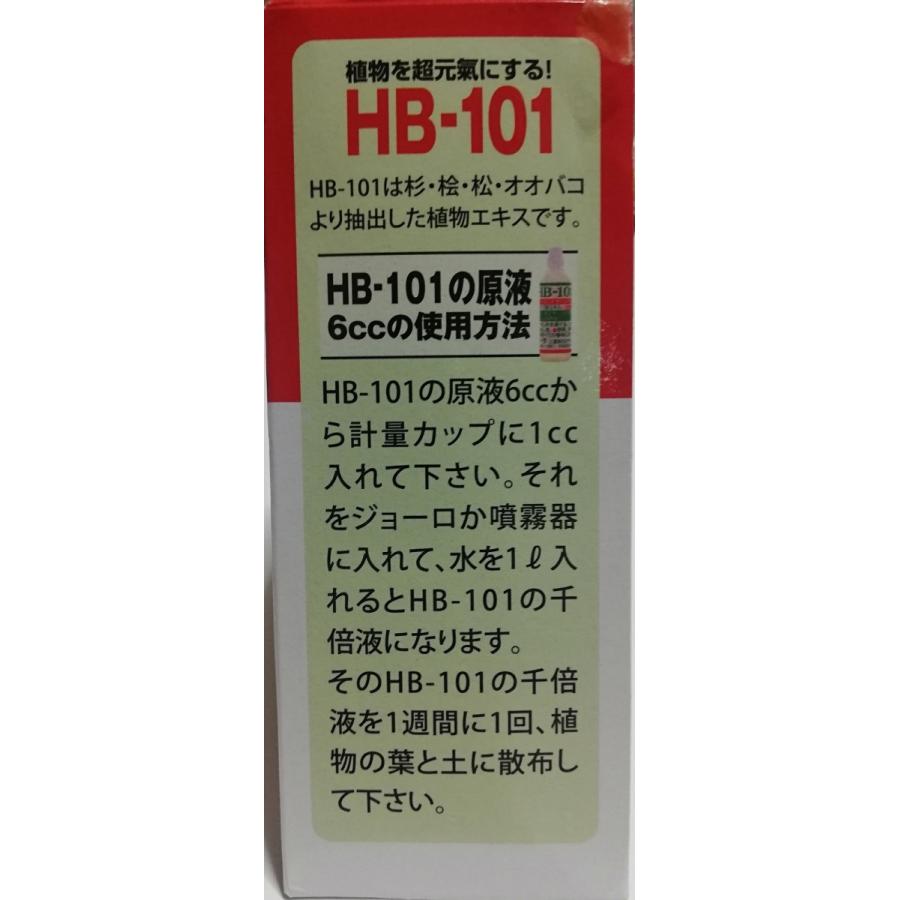 植物を超元氣にする!
HB-101
HB-101は杉・桧・松・オオバコ
より抽出した植物エキスです。
HB-101の原液
6ccの使用方法
HB-10
HB-101の原液6ccか
ら計量カップに1cc
入れて下さい。それ
をジョーロか噴霧器
に入れて、水を1ℓ入
れるとHB-101の千
倍液になります。
そのHB-101の千倍
液を1週間に1回、植
物の葉と土に散布し
て下さい。